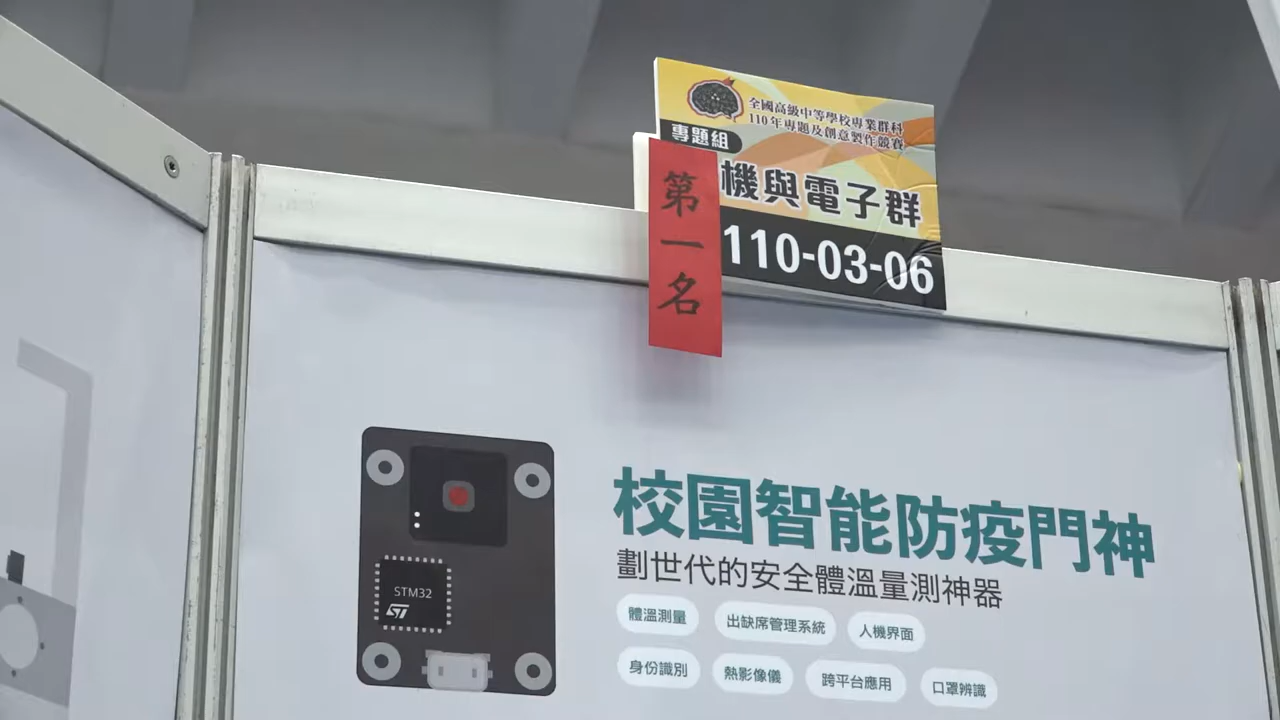 全國高級中等學校專業群科
110年專題及創意製作競賽
專題組
機與電子群
110-03-06
第一名
校園智能防疫門神
劃世代的安全體溫量測神器
體溫測量
出缺席管理系統
人機界面
身份識別
熱影像儀
跨平台應用
口罩辨識
STM32
ST